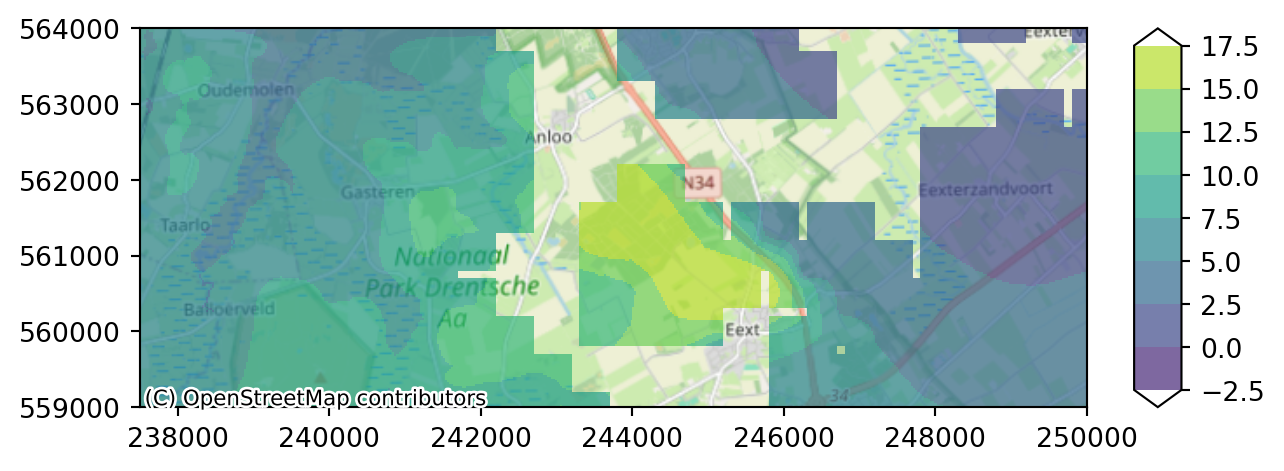 564000
563000
562000
561000
560000
559000
238000 240000 242000 244000 246000 248000 250000
17.5
15.0
12.5
10.0
7.5
5.0
2.5
0.0
−2.5
Oudemolen
Anloo
N34
Gasteren
Eexterzandvoort
Taarlo
Nationaal
Park Drentsche
Aa
Balloërveld
Eext
-34
(C) OpenStreetMap contributors